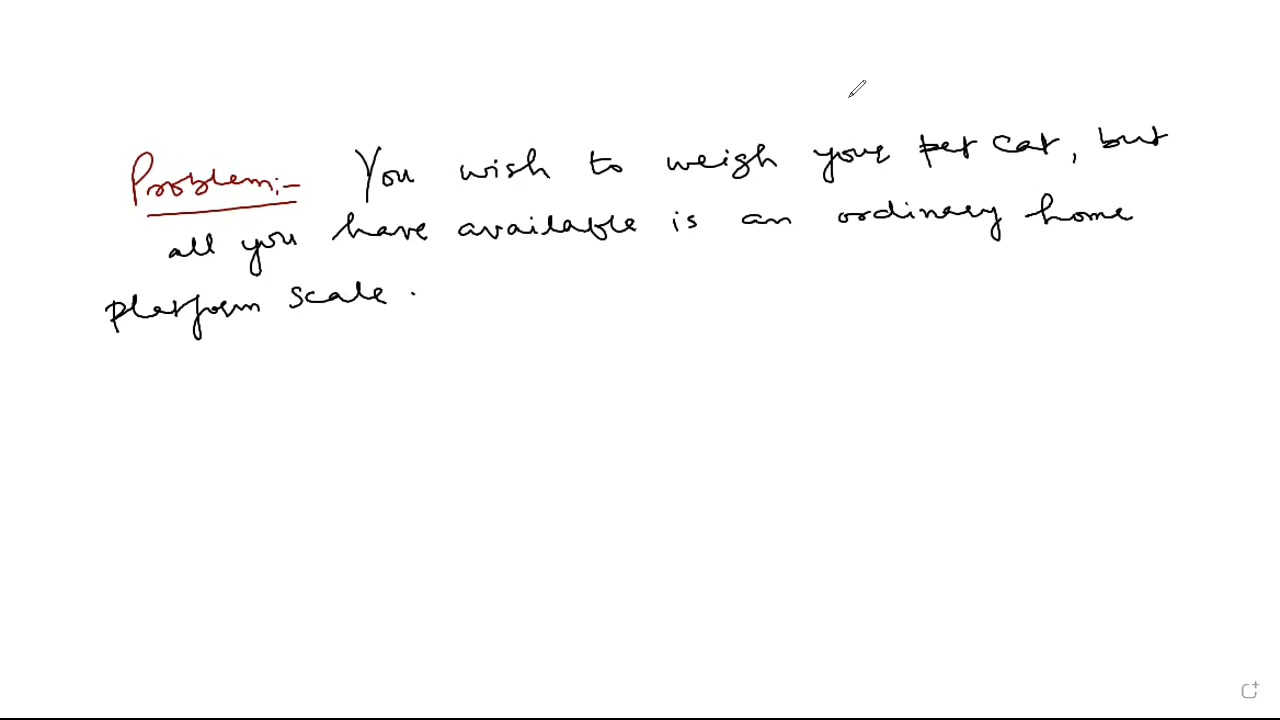 Problem:- You wish to weigh your pet cat, but
all you have available is an ordinary home
platform scale.